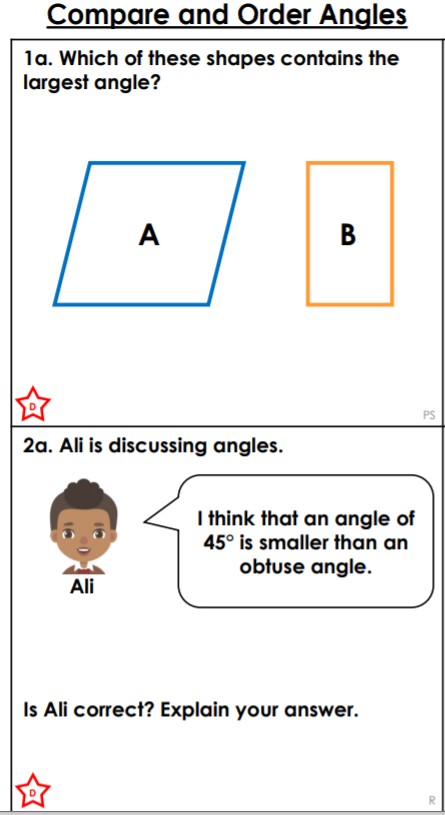 Compare and Order Angles
1a. Which of these shapes contains the
largest angle?
A
B
D
PS
2a. Ali is discussing angles.
I think that an angle of
45° is smaller than an
obtuse angle.
Ali
Is Ali correct? Explain your answer.
D
R